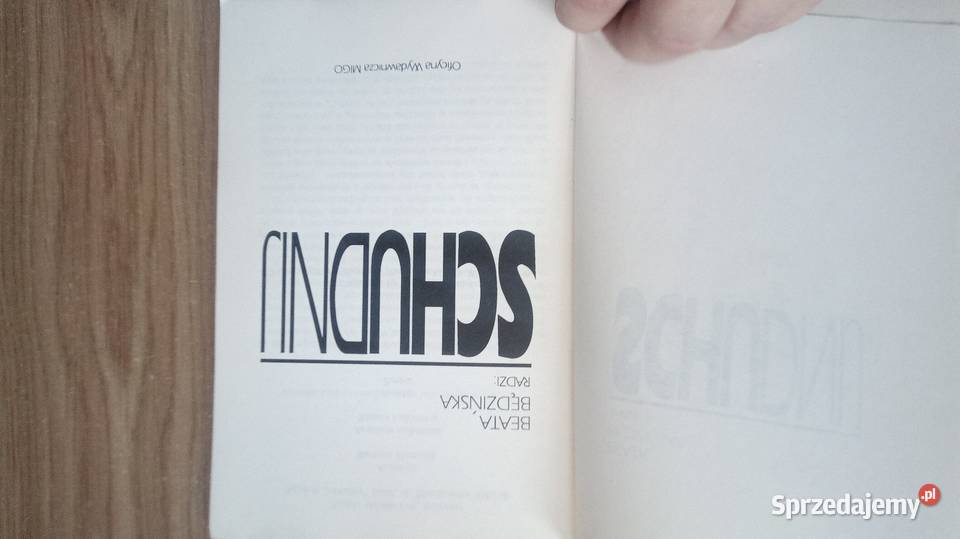 BEATA
BĘDZIŃSKA
RADZI:
SCHUDNIJ
Oficyna Wydawnicza MIGO
Sprzedajemy.pl